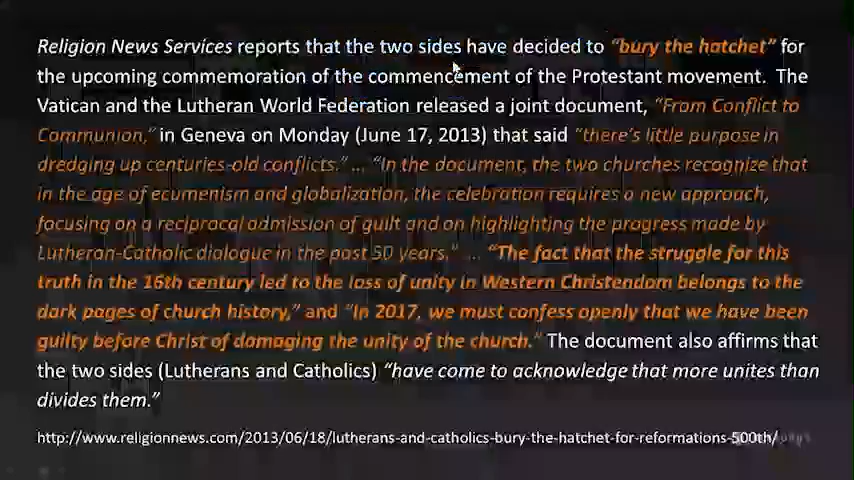 Religion News Services reports that the two sides have decided to “bury the hatchet” for
the upcoming commemoration of the commencement of the Protestant movement. The
Vatican and the Lutheran World Federation released a joint document, “From Conflict to
Communion,” in Geneva on Monday (June 17, 2013) that said “there’s little purpose in
dredging up centuries-old conflicts.” ... “In the document, the two churches recognize that
in the age of ecumenism and globalization, the celebration requires a new approach,
focusing on a reciprocal admission of guilt and on highlighting the progress made by
Lutheran-Catholic dialogue in the past 50 years.” ... “The fact that the struggle for this
truth in the 16th century led to the loss of unity in Western Christendom belongs to the
dark pages of church history,” and “In 2017, we must confess openly that we have been
guilty before Christ of damaging the unity of the church.” The document also affirms that
the two sides (Lutherans and Catholics) “have come to acknowledge that more unites than
divides them.”
http://www.religionnews.com/2013/06/18/lutherans-and-catholics-bury-the-hatchet-for-reformations-500th/